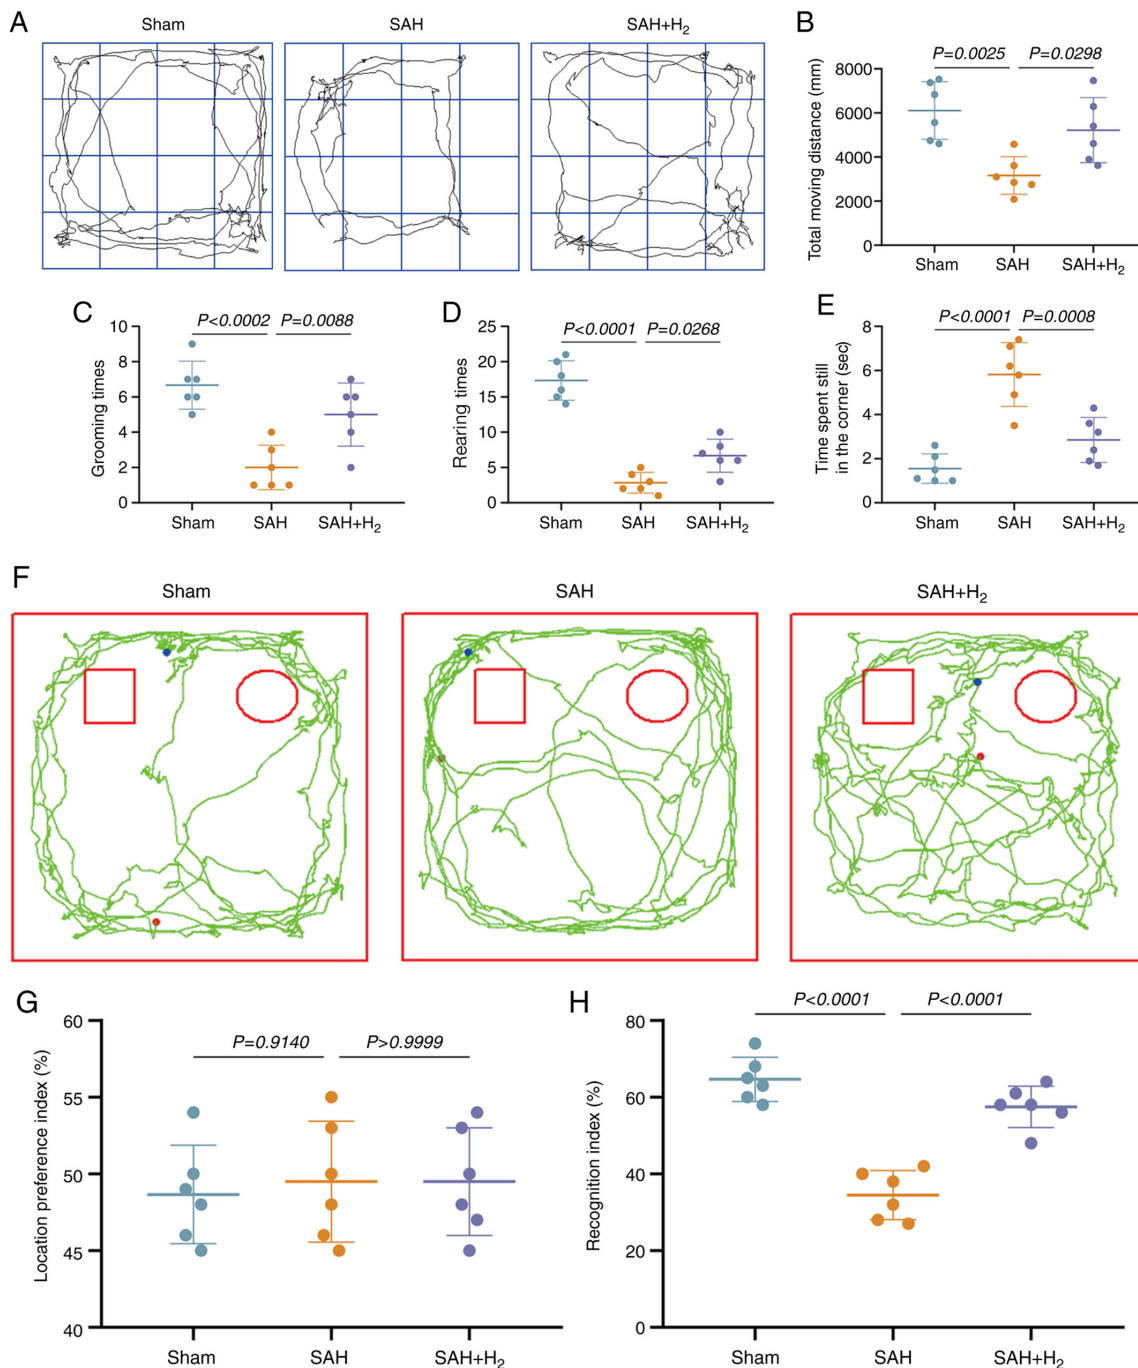 A
Sham
SAH
SAH+H2
B
P=0.0025
P=0.0298
Total moving distance (mm)
8000
6000
4000
2000
0
Sham
SAH
SAH+H2
C
P<0.0002
P=0.0088
Grooming times
10
8
6
4
2
0
Sham
SAH
SAH+H2
D
P<0.0001
P=0.0268
Rearing times
25
20
15
10
5
0
Sham
SAH
SAH+H2
E
P<0.0001
P=0.0008
Time spent still
in the corner (sec)
8
6
4
2
0
Sham
SAH
SAH+H2
F
Sham
SAH
SAH+H2
G
P=0.9140
P>0.9999
Location preference index (%)
60
55
50
45
40
Sham
SAH
SAH+H2
H
P<0.0001
P<0.0001
Recognition index (%)
80
60
40
20
0
Sham
SAH
SAH+H2